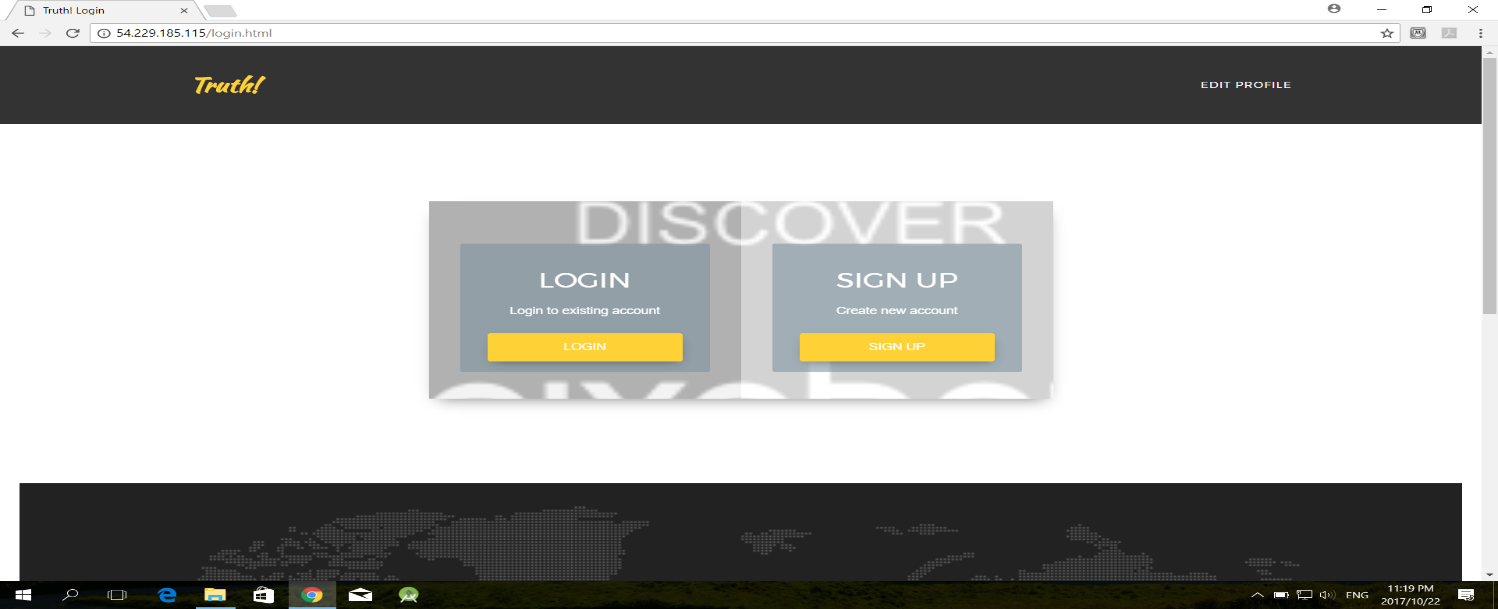 Truth! Login
54.229.185.115/login.html
Truth!
EDIT PROFILE
DISCOVER
LOGIN
Login to existing account
LOGIN
SIGN UP
Create new account
SIGN UP
ENG
11:19 PM
2017/10/22